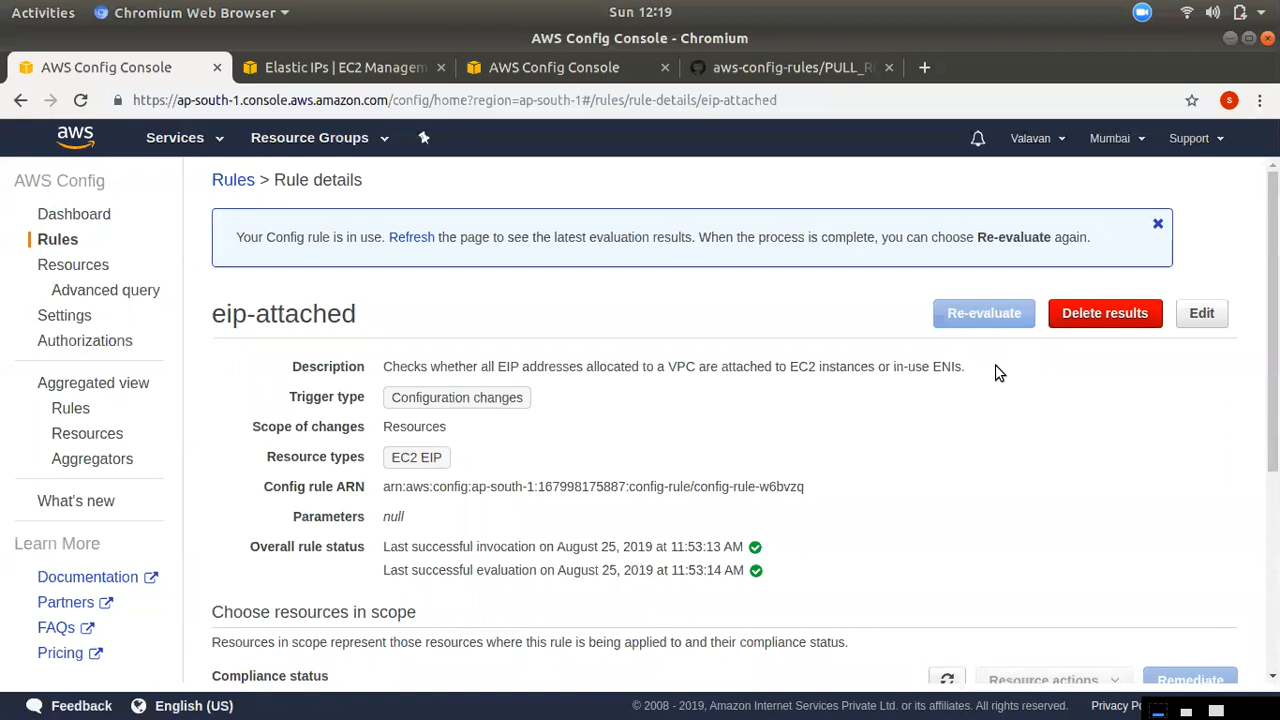 Activities
Chromium Web Browser
Sun 12:19
AWS Config Console - Chromium
AWS Config Console
Elastic IPs | EC2 Managem
AWS Config Console
aws-config-rules/PULL_R
https://ap-south-1.console.aws.amazon.com/config/home?region=ap-south-1#/rules/rule-details/eip-attached
S
aws
Services
Resource Groups
Valavan
Mumbai
Support
AWS Config
Dashboard
Rules
Resources
Advanced query
Settings
Authorizations
Aggregated view
Rules
Resources
Aggregators
What's new
Learn More
Documentation
Partners
FAQs
Pricing
Rules > Rule details
Your Config rule is in use. Refresh the page to see the latest evaluation results. When the process is complete, you can choose Re-evaluate again.
eip-attached
Re-evaluate
Delete results
Edit
Description Checks whether all EIP addresses allocated to a VPC are attached to EC2 instances or in-use ENIs.
Trigger type Configuration changes
Scope of changes Resources
Resource types EC2 EIP
Config rule ARN arn:aws:config:ap-south-1:167998175887:config-rule/config-rule-w6bvzq
Parameters null
Overall rule status Last successful invocation on August 25, 2019 at 11:53:13 AM
Last successful evaluation on August 25, 2019 at 11:53:14 AM
Choose resources in scope
Resources in scope represent those resources where this rule is being applied to and their compliance status.
Compliance status
Resource actions
Remediate
Feedback
English (US)
© 2008 - 2019, Amazon Internet Services Private Ltd. or its affiliates. All rights reserved.
Privacy Po